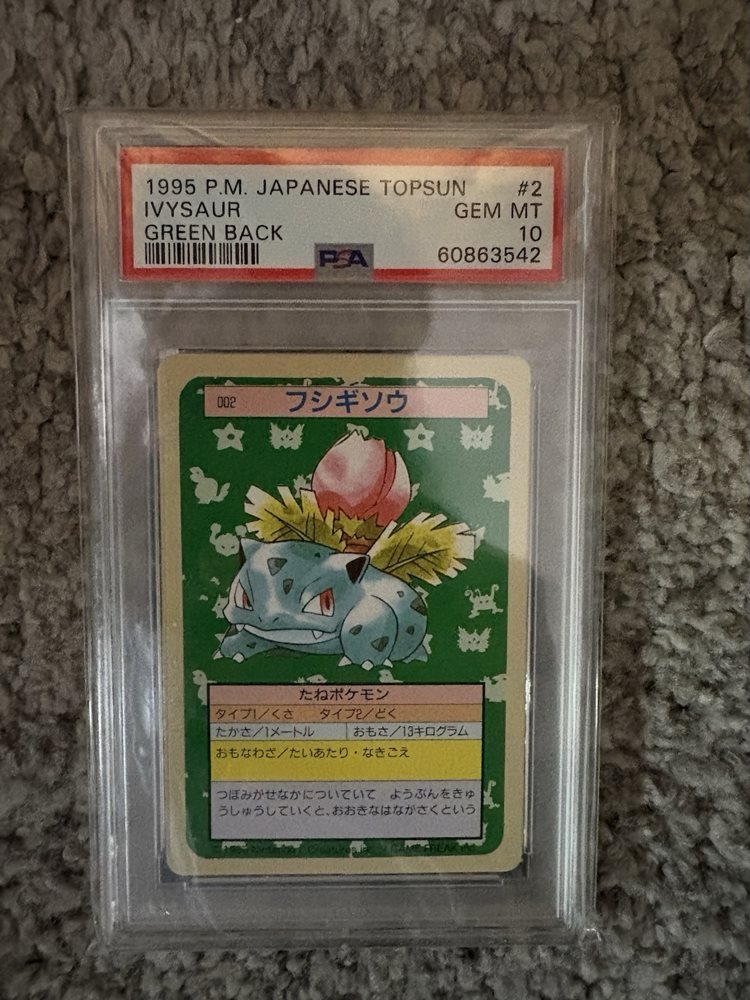 1995 P.M. JAPANESE TOPSUN #2
IVYSAUR GEM MT
GREEN BACK 10
PSA 60863542
002 フシギソウ
たねポケモン
タイプ1／くさ タイプ2／どく
たかさ／1メートル おもさ／13キログラム
おもなわざ／たいあたり・なきごえ
つぼみがせなかについていて ようぶんをきゅ
うしゅうしていくと、おおきなはながさくという
Creatures inc. GAME FREAK inc.